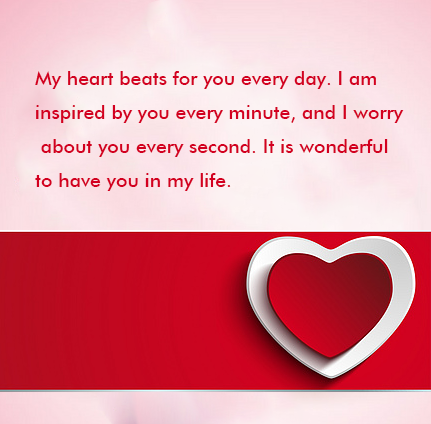 My heart beats for you every day. I am
inspired by you every minute, and I worry
about you every second. It is wonderful
to have you in my life.